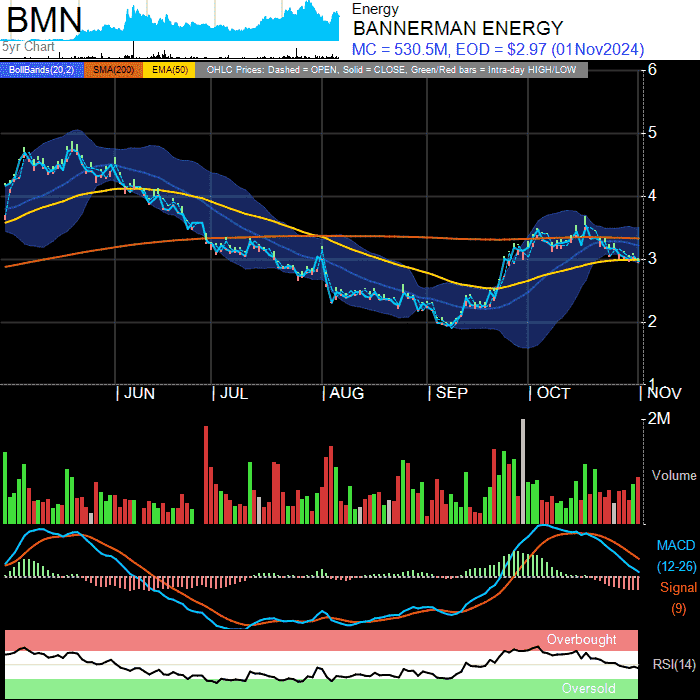 BMN
5yr Chart
Energy
BANNERMAN ENERGY
MC = 530.5M, EOD = $2.97 (01Nov2024)
BollBands(20,2) SMA(200) EMA(50) OHLC Prices: Dashed = OPEN, Solid = CLOSE, Green/Red bars = Intra-day HIGH/LOW
6
5
4
3
2
1
JUN JUL AUG SEP OCT NOV
2M
Volume
MACD
(12-26)
Signal
(9)
Overbought
RSI(14)
Oversold